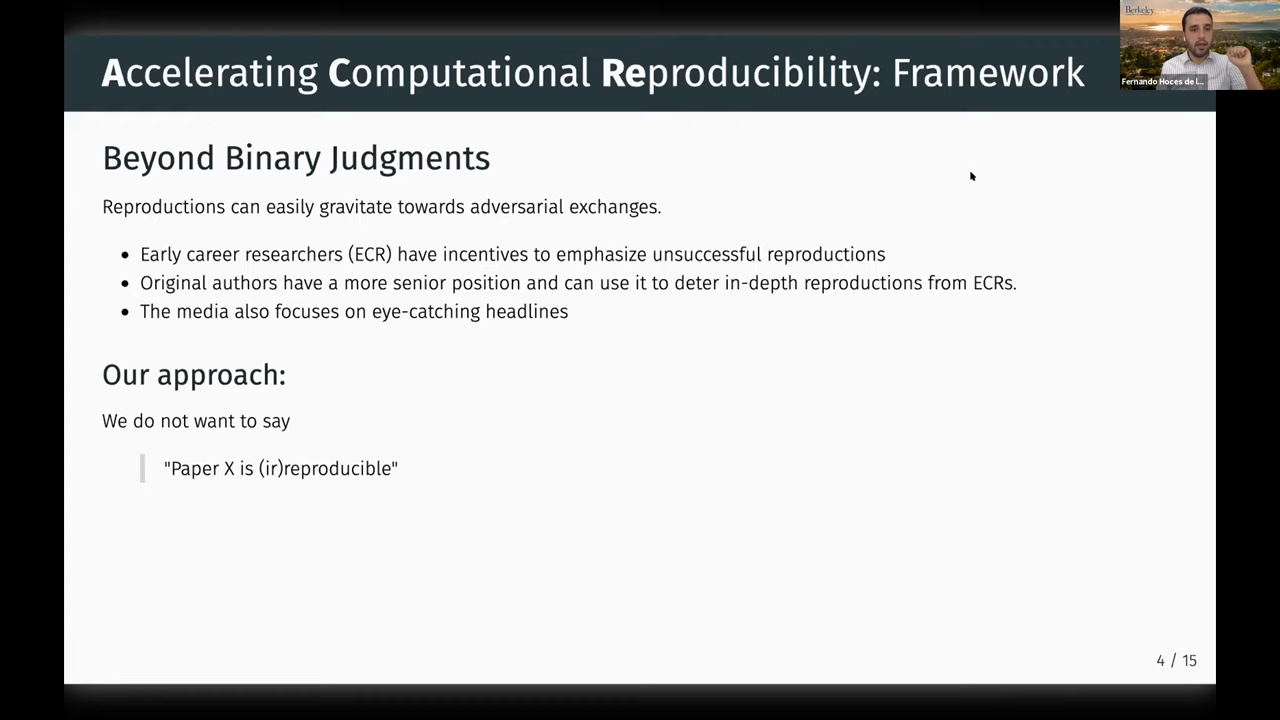 Berkeley
Fernando Hoces de l...
Accelerating Computational Reproducibility: Framework
Beyond Binary Judgments
Reproductions can easily gravitate towards adversarial exchanges.
• Early career researchers (ECR) have incentives to emphasize unsuccessful reproductions
• Original authors have a more senior position and can use it to deter in-depth reproductions from ECRs.
• The media also focuses on eye-catching headlines
Our approach:
We do not want to say
"Paper X is (ir)reproducible"
4 / 15